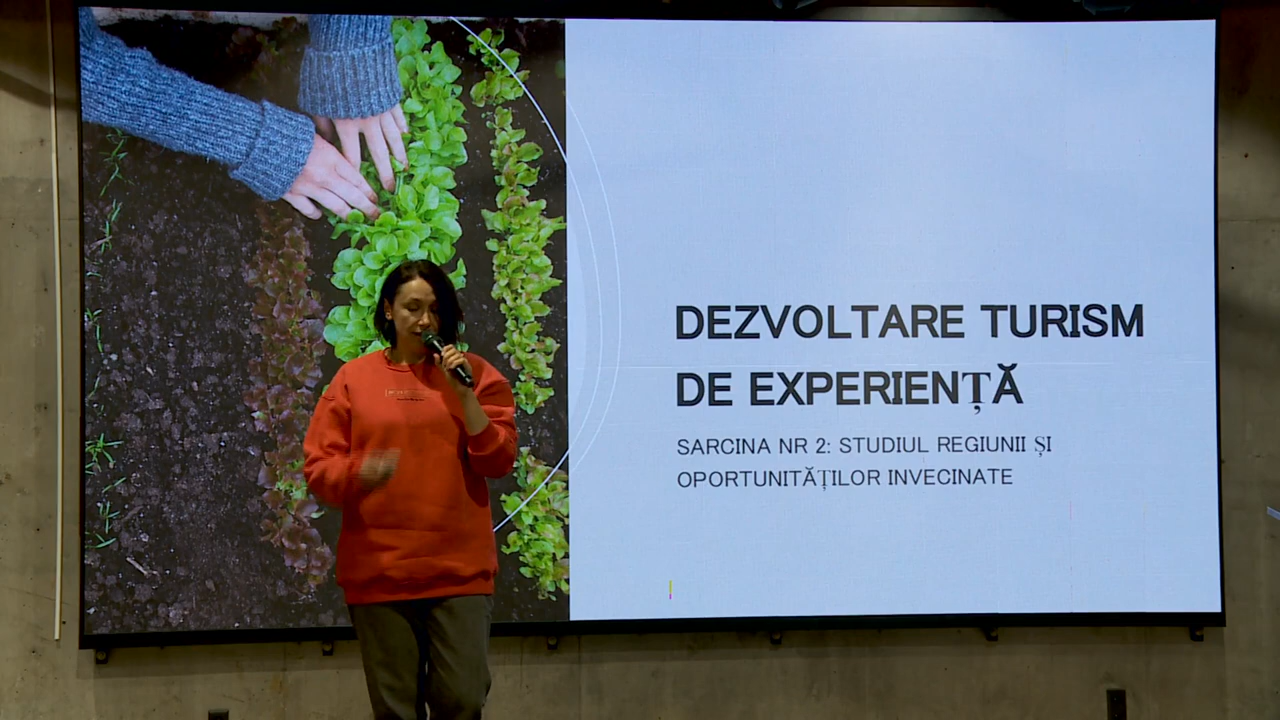 DEZVOLTARE TURISM
DE EXPERIENȚĂ
SARCINA NR 2: STUDIUL REGIUNII ȘI
OPORTUNITĂȚILOR INVECINATE